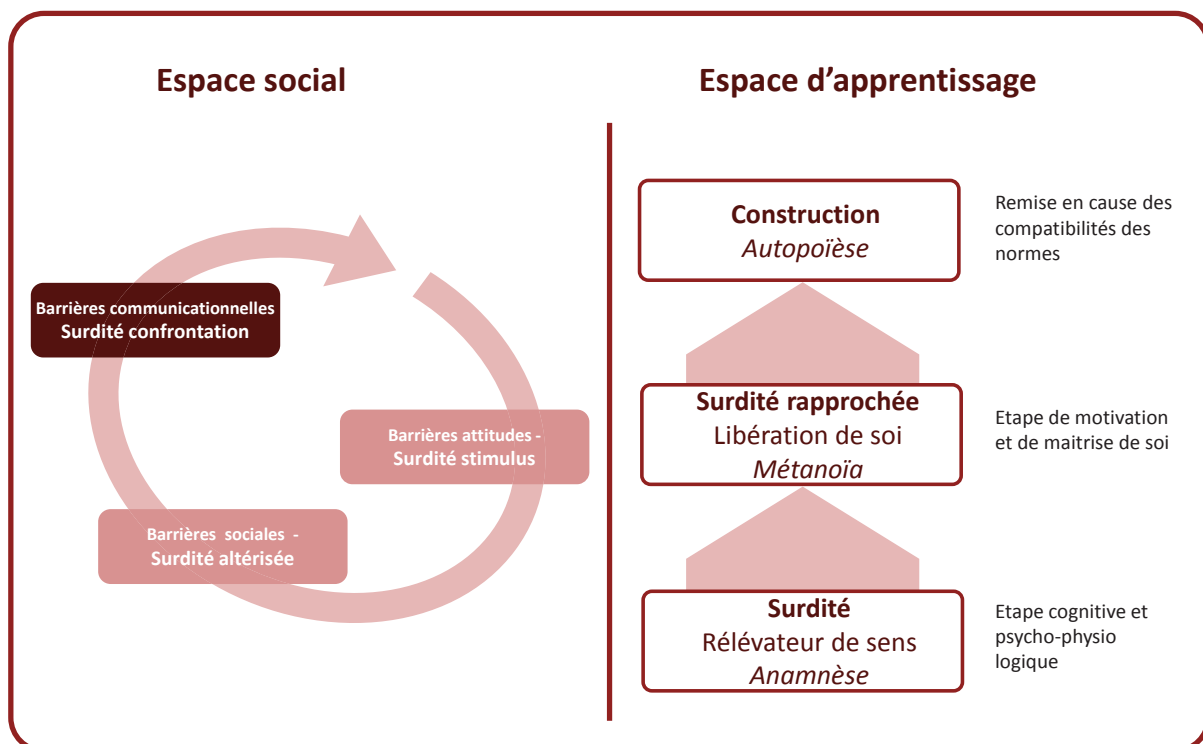 Espace social
Barrières communicationnelles
Surdité confrontation
Barrières attitudes -
Surdité stimulus
Barrières sociales -
Surdité altérisée
Espace d’apprentissage
Construction
Autopoïèse
Remise en cause des
compatibilités des
normes
Surdité rapprochée
Libération de soi
Métanoïa
Etape de motivation
et de maitrise de soi
Surdité
Rélévateur de sens
Anamnèse
Etape cognitive et
psycho-physio
logique